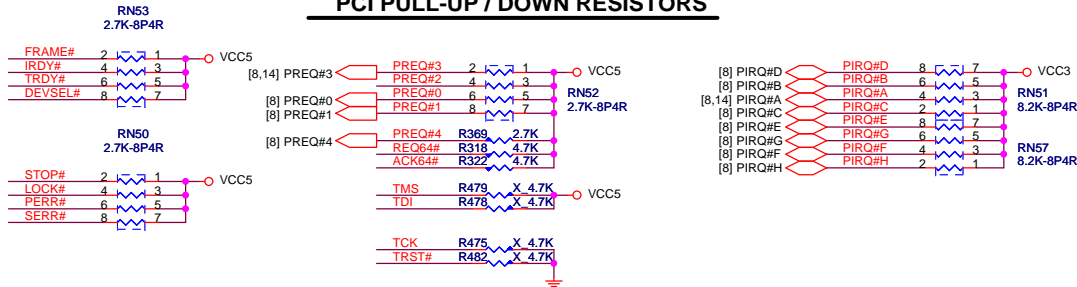 PCI PULL-UP / DOWN RESISTORS
RN53
2.7K-8P4R
FRAME# 2 1 VCC5
IRDY# 4 3
TRDY# 6 5
DEVSEL# 8 7
RN50
2.7K-8P4R
STOP# 2 1 VCC5
LOCK# 4 3
PERR# 6 5
SERR# 8 7
[8,14] PREQ#3 PREQ#3 2 1 VCC5
PREQ#2 4 3
[8] PREQ#0 PREQ#0 6 5 RN52
[8] PREQ#1 PREQ#1 8 7 2.7K-8P4R
[8] PREQ#4 PREQ#4 R369 2.7K
REQ64# R318 4.7K
ACK64# R322 4.7K
TMS R479 X_4.7K VCC5
TDI R478 X_4.7K
TCK R475 X_4.7K
TRST# R482 X_4.7K
[8] PIRQ#D PIRQ#D 8 7 VCC3
[8] PIRQ#B PIRQ#B 6 5
[8,14] PIRQ#A PIRQ#A 4 3 RN51
[8] PIRQ#C PIRQ#C 2 1 8.2K-8P4R
[8] PIRQ#E PIRQ#E 8 7
[8] PIRQ#G PIRQ#G 6 5
[8] PIRQ#F PIRQ#F 4 3 RN57
[8] PIRQ#H PIRQ#H 2 1 8.2K-8P4R